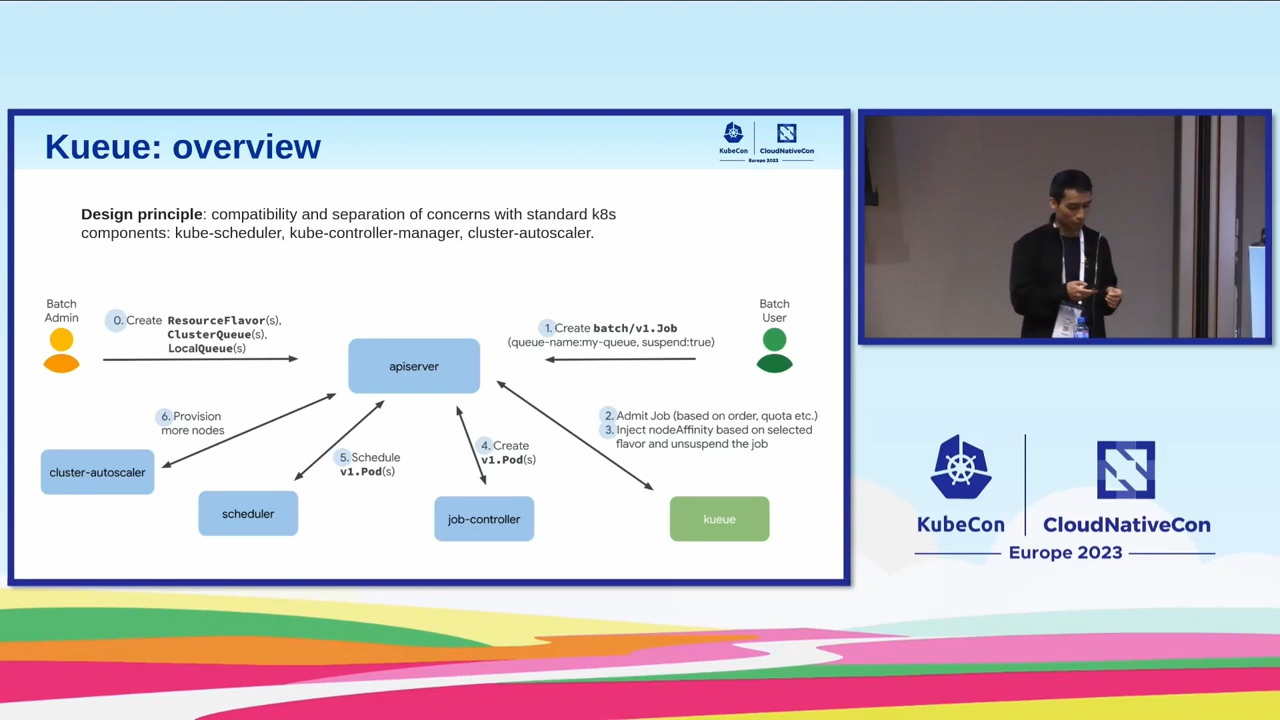 Kueue: overview
KubeCon
CloudNativeCon
Europe 2023
Design principle: compatibility and separation of concerns with standard k8s
components: kube-scheduler, kube-controller-manager, cluster-autoscaler.
Batch
Admin
0. Create ResourceFlavor(s),
ClusterQueue(s),
LocalQueue(s)
apiserver
1. Create batch/v1.Job
(queue-name:my-queue, suspend:true)
Batch
User
6. Provision
more nodes
5. Schedule
v1.Pod(s)
4. Create
v1.Pod(s)
2. Admit Job (based on order, quota etc.)
3. Inject nodeAffinity based on selected
flavor and unsuspend the job
cluster-autoscaler
scheduler
job-controller
kueue
KubeCon
CloudNativeCon
Europe 2023